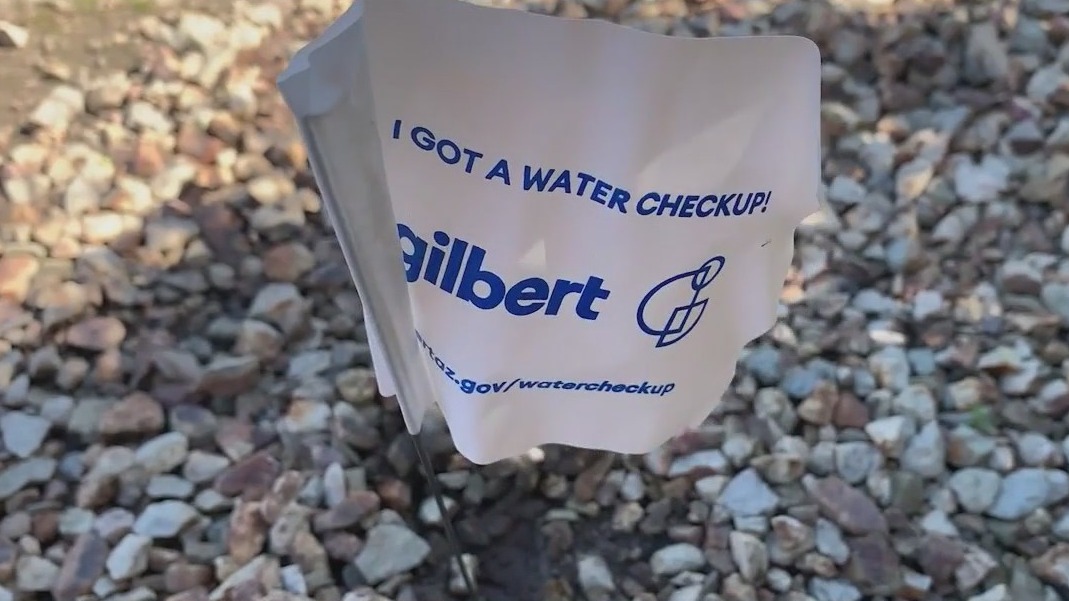 I GOT A WATER CHECKUP!
gilbert
rtaz.gov/watercheckup